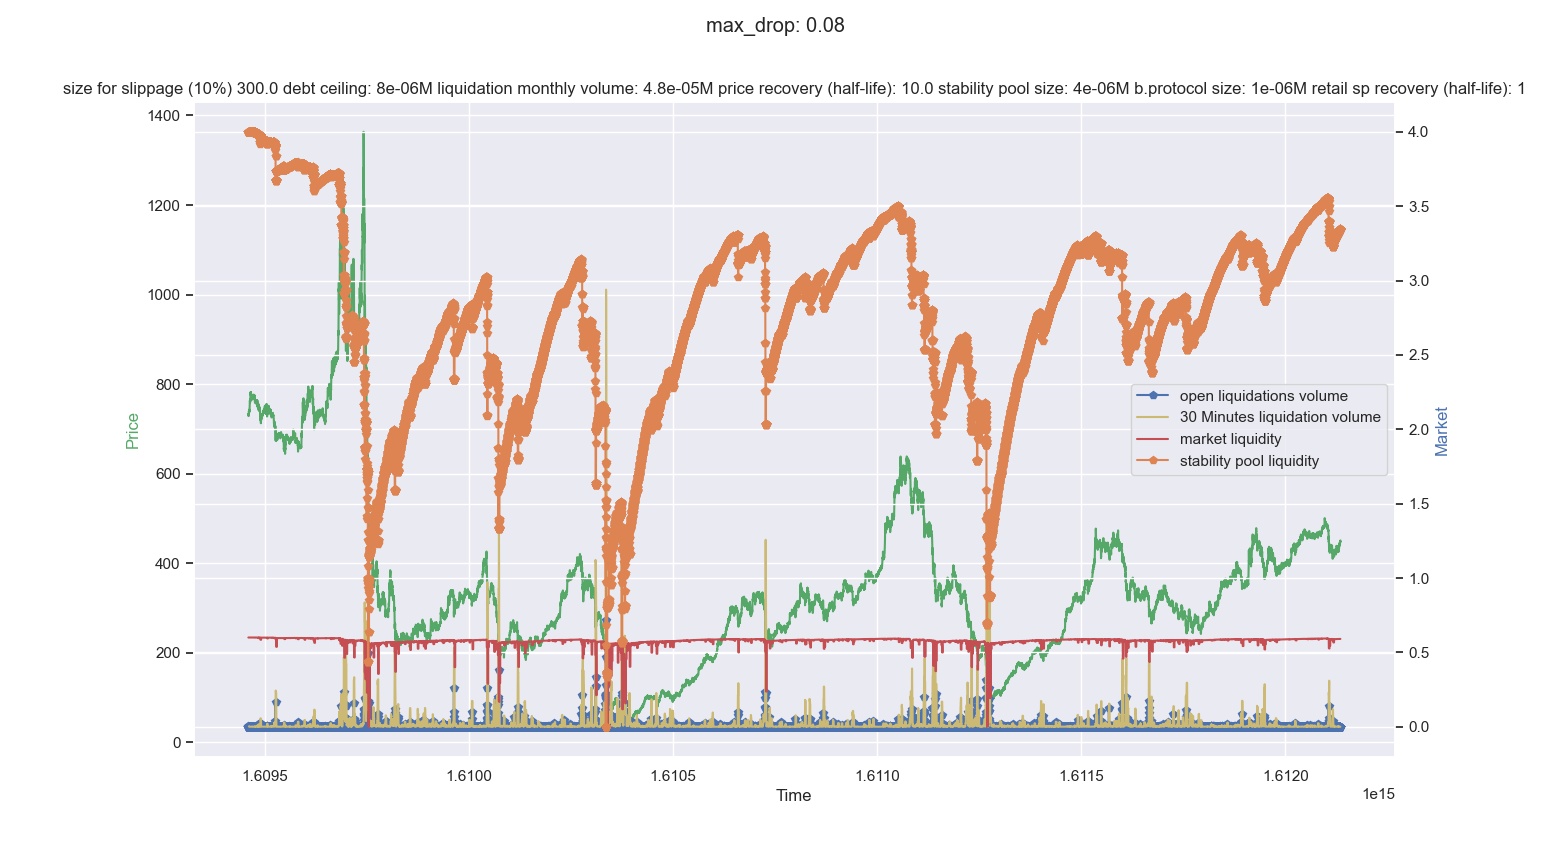 max_drop: 0.08
size for slippage (10%) 300.0 debt ceiling: 8e-06M liquidation monthly volume: 4.8e-05M price recovery (half-life): 10.0 stability pool size: 4e-06M b.protocol size: 1e-06M retail sp recovery (half-life): 1
1400
1200
1000
800
600
400
200
0
Price
4.0
3.5
3.0
2.5
2.0
1.5
1.0
0.5
0.0
Market
open liquidations volume
30 Minutes liquidation volume
market liquidity
stability pool liquidity
1.6095 1.6100 1.6105 1.6110 1.6115 1.6120
Time
1e15